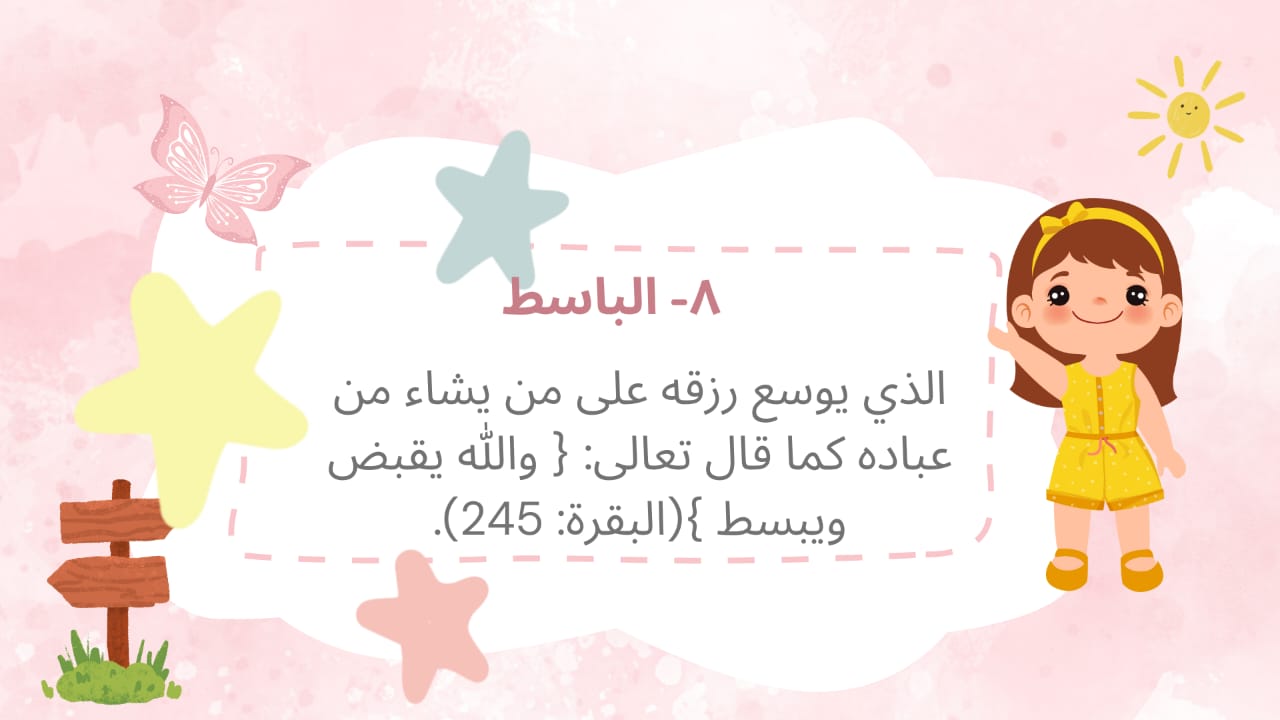 ٨- الباسط
الذي يوسع رزقه على من يشاء من
عباده كما قال تعالى: { والله يقبض
ويبسط }(البقرة: 245).